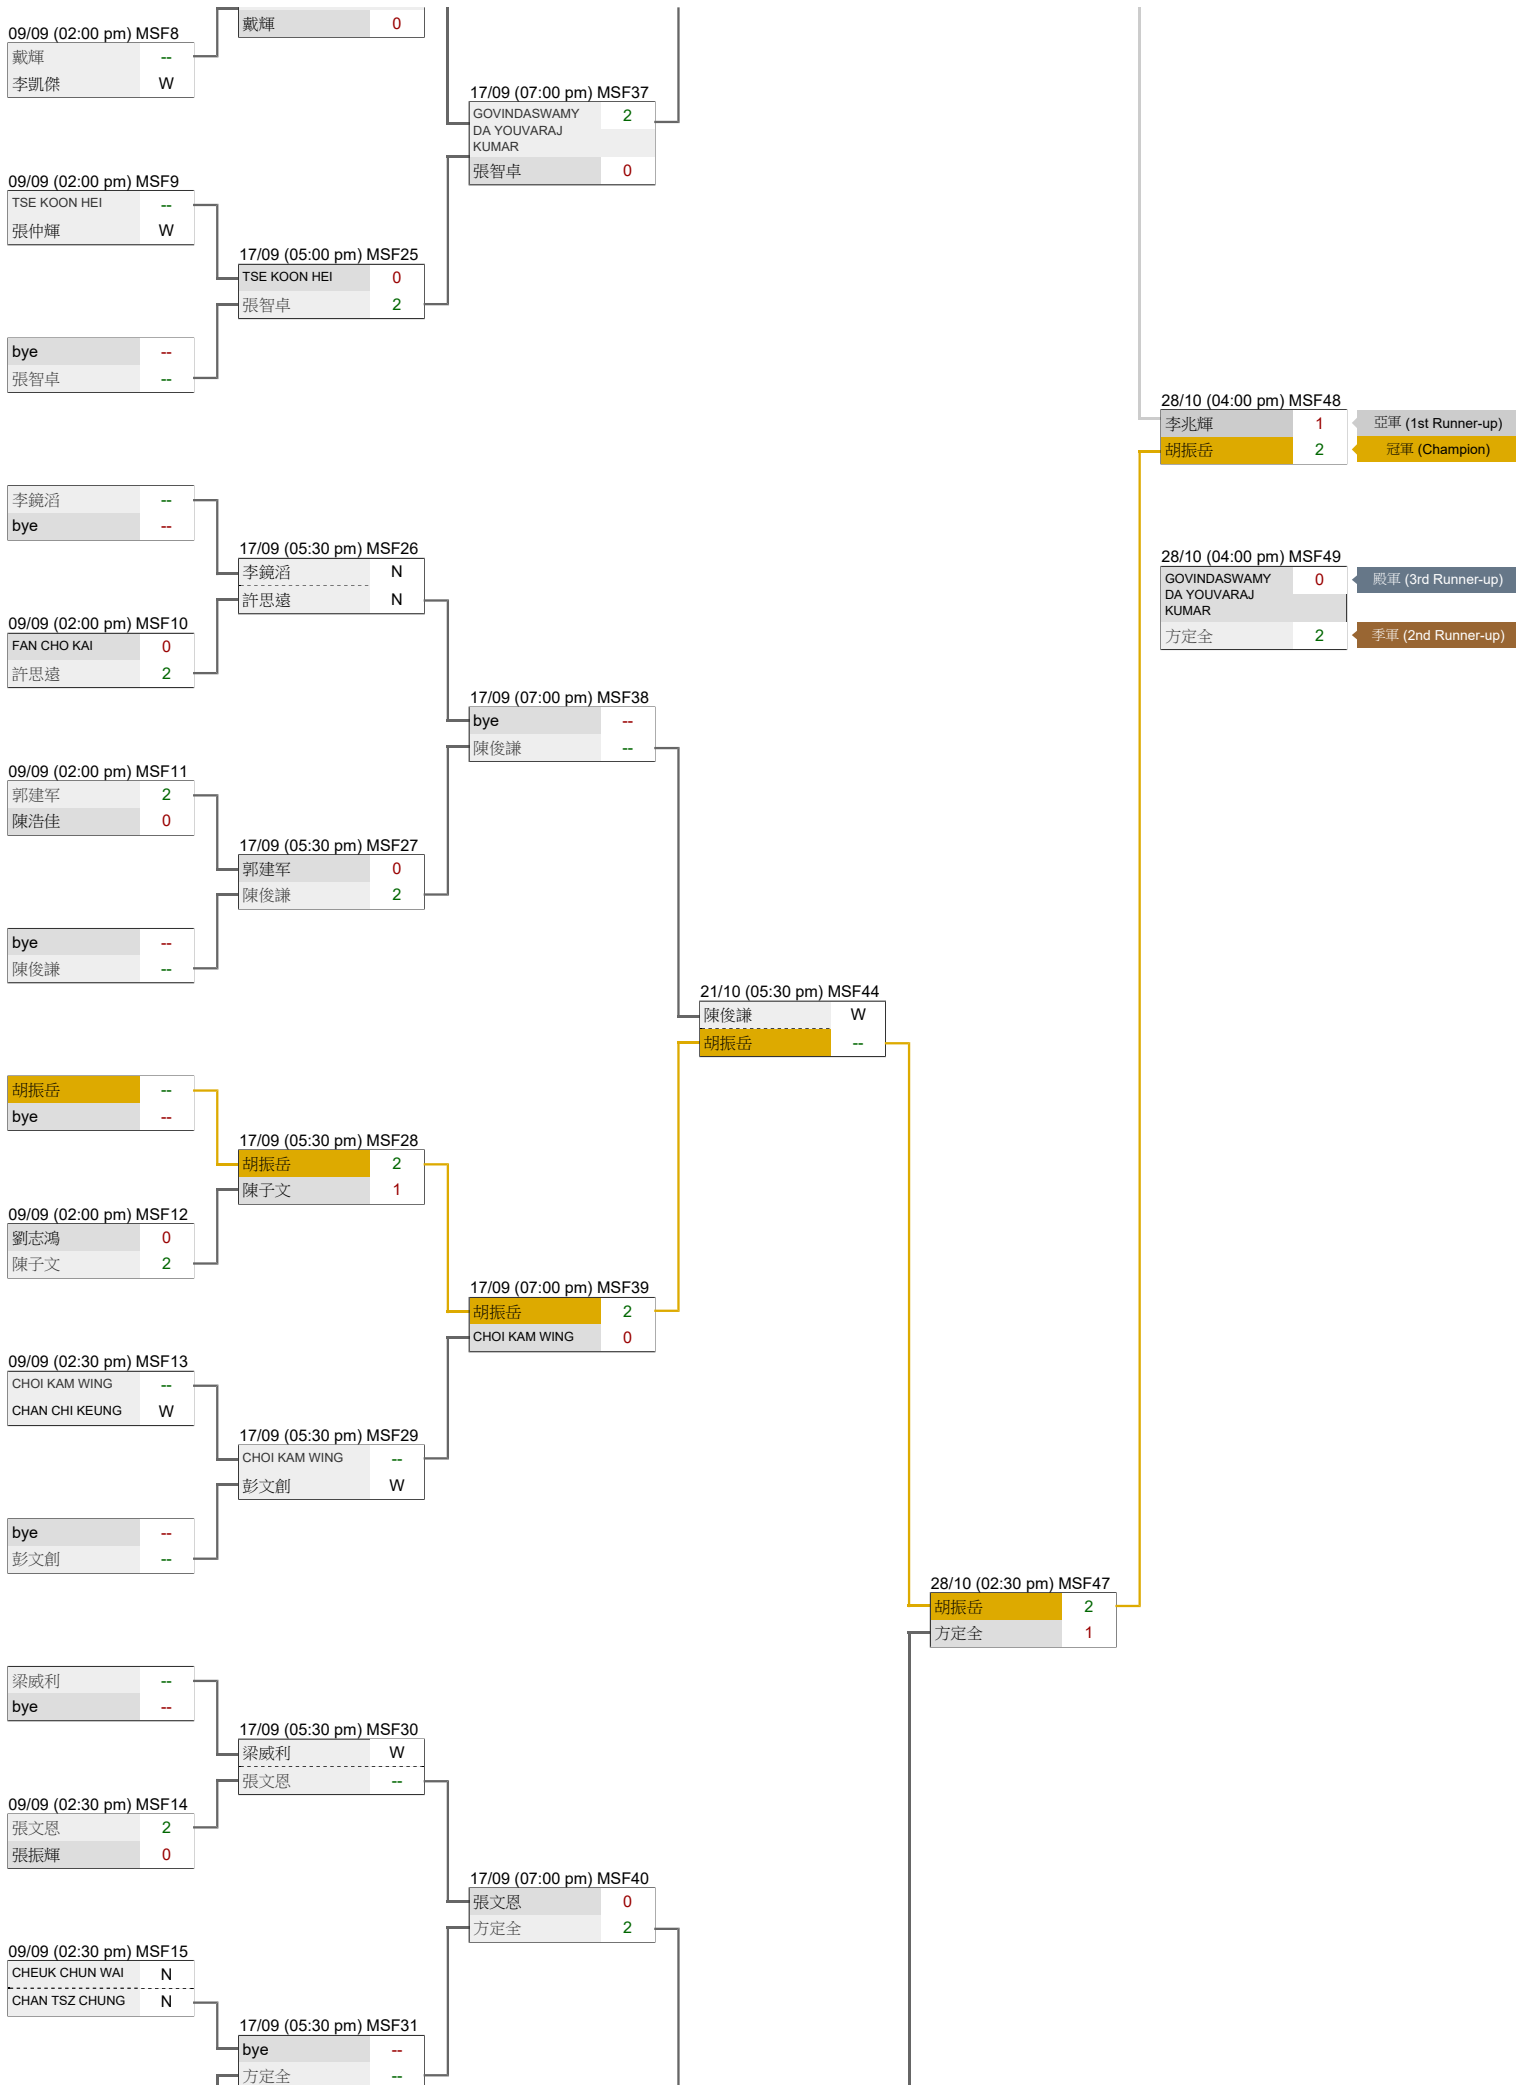 戴輝 0
09/09 (02:00 pm) MSF8
戴輝 --
李凱傑 W
17/09 (07:00 pm) MSF37
GOVINDASWAMY 2
DA YOUVARAJ
KUMAR
張智卓 0
09/09 (02:00 pm) MSF9
TSE KOON HEI --
張仲輝 W
17/09 (05:00 pm) MSF25
TSE KOON HEI 0
張智卓 2
bye --
張智卓 --
28/10 (04:00 pm) MSF48
李兆輝 1 亞軍 (1st Runner-up)
胡振岳 2 冠軍 (Champion)
李鏡滔 --
bye --
17/09 (05:30 pm) MSF26
李鏡滔 N
許思遠 N
28/10 (04:00 pm) MSF49
GOVINDASWAMY 0 殿軍 (3rd Runner-up)
DA YOUVARAJ
KUMAR
方定全 2 季軍 (2nd Runner-up)
09/09 (02:00 pm) MSF10
FAN CHO KAI 0
許思遠 2
17/09 (07:00 pm) MSF38
bye --
陳俊謙 --
09/09 (02:00 pm) MSF11
郭建军 2
陳浩佳 0
17/09 (05:30 pm) MSF27
郭建军 0
陳俊謙 2
bye --
陳俊謙 --
21/10 (05:30 pm) MSF44
陳俊謙 W
胡振岳 --
胡振岳 --
bye --
17/09 (05:30 pm) MSF28
胡振岳 2
陳子文 1
09/09 (02:00 pm) MSF12
劉志鴻 0
陳子文 2
17/09 (07:00 pm) MSF39
胡振岳 2
CHOI KAM WING 0
09/09 (02:30 pm) MSF13
CHOI KAM WING --
CHAN CHI KEUNG W
17/09 (05:30 pm) MSF29
CHOI KAM WING --
彭文創 W
bye --
彭文創 --
28/10 (02:30 pm) MSF47
胡振岳 2
方定全 1
梁威利 --
bye --
17/09 (05:30 pm) MSF30
梁威利 W
張文恩 --
09/09 (02:30 pm) MSF14
張文恩 2
張振輝 0
17/09 (07:00 pm) MSF40
張文恩 0
方定全 2
09/09 (02:30 pm) MSF15
CHEUK CHUN WAI N
CHAN TSZ CHUNG N
17/09 (05:30 pm) MSF31
bye --
方定全 --